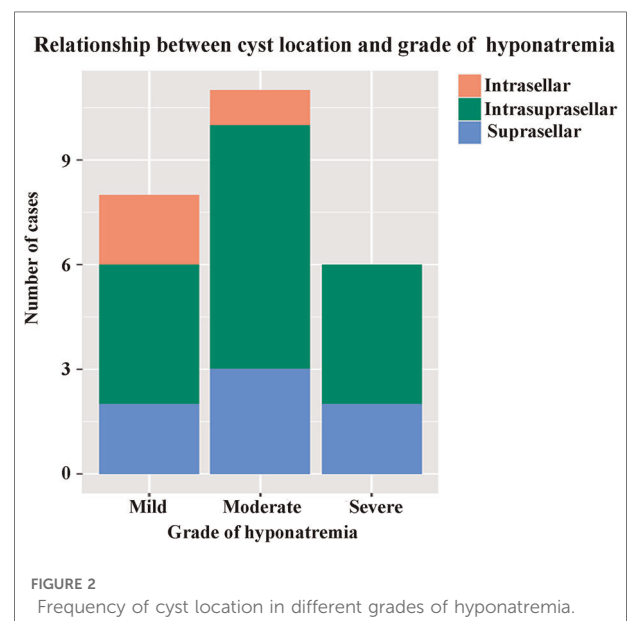 Relationship between cyst location and grade of hyponatremia
Intrasellar
Intrasuprasellar
Suprasellar
Number of cases
9
6
3
0
Mild Moderate Severe
Grade of hyponatremia
FIGURE 2
Frequency of cyst location in different grades of hyponatremia.